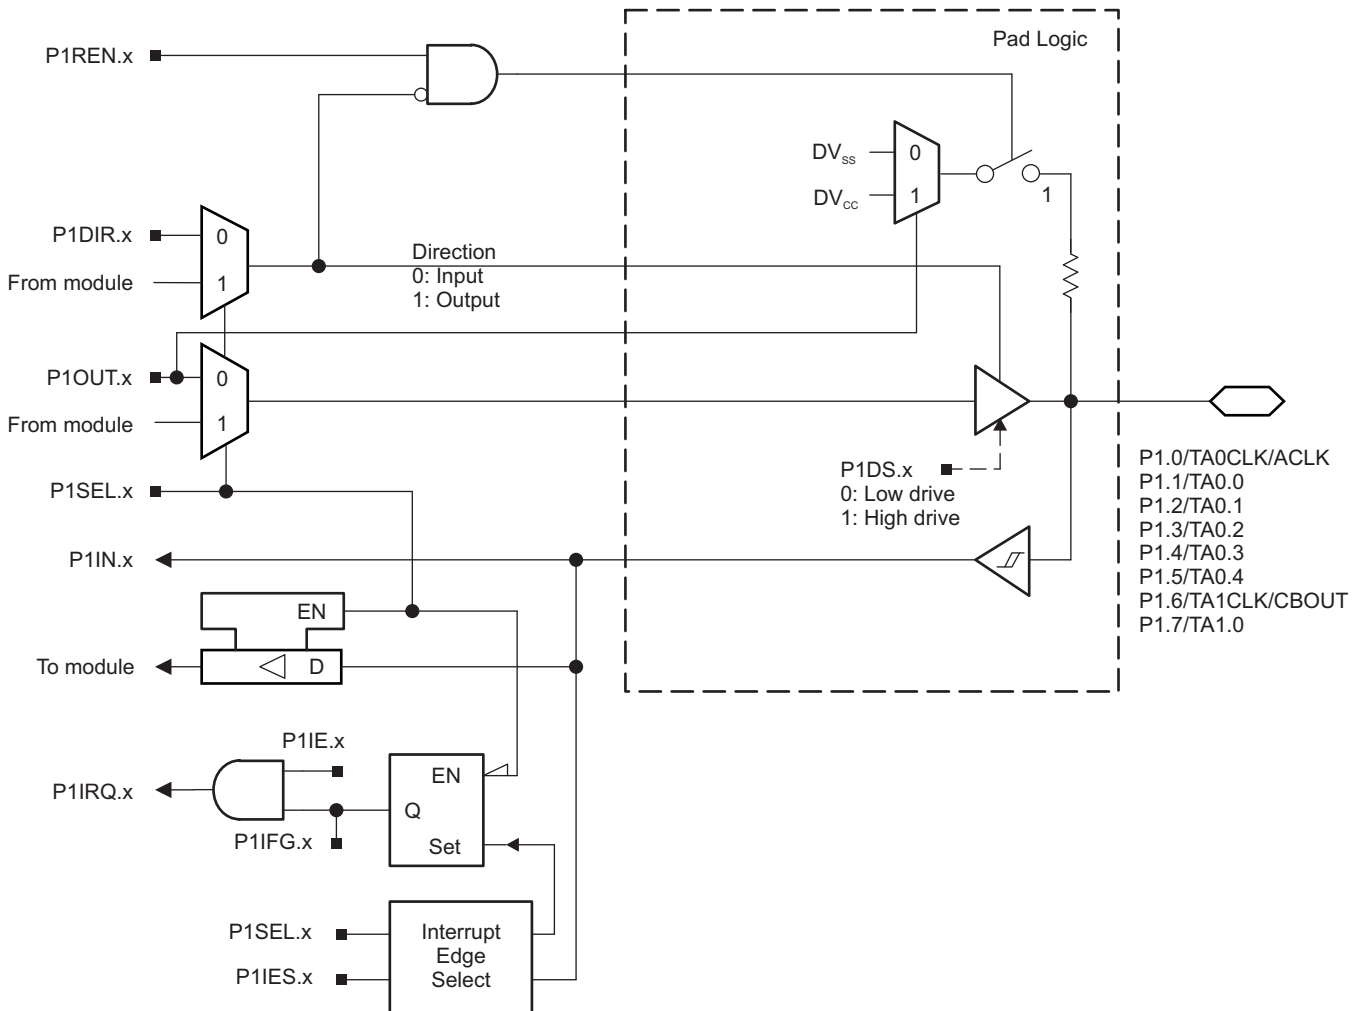 P1REN.x
Pad Logic
DVSS
0
DVCC
1
1
P1DIR.x
0
From module
1
Direction
0: Input
1: Output
P1OUT.x
0
From module
1
P1DS.x
0: Low drive
1: High drive
P1SEL.x
P1.0/TA0CLK/ACLK
P1.1/TA0.0
P1.2/TA0.1
P1.3/TA0.2
P1.4/TA0.3
P1.5/TA0.4
P1.6/TA1CLK/CBOUT
P1.7/TA1.0
P1IN.x
EN
To module
D
P1IE.x
P1IRQ.x
EN
Q
P1IFG.x
Set
P1SEL.x
P1IES.x
Interrupt
Edge
Select